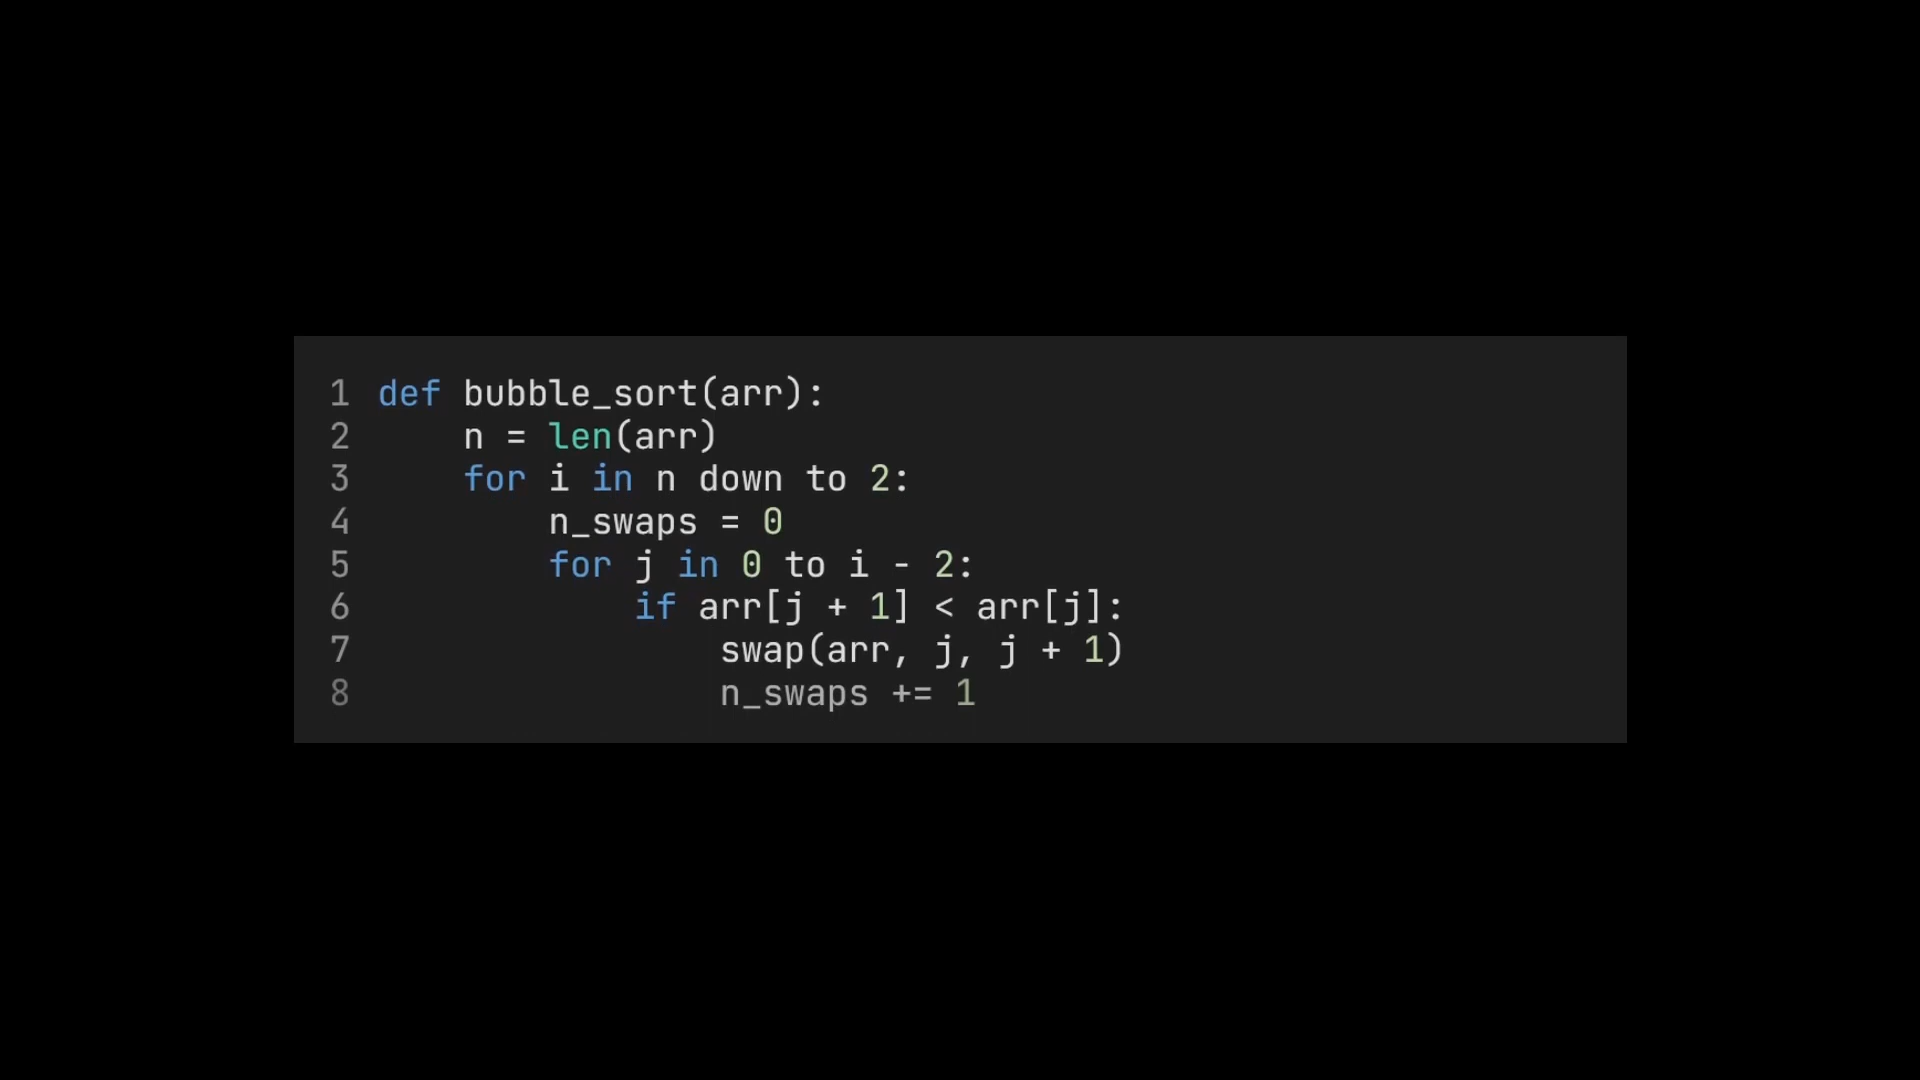 1 def bubble_sort(arr):
2     n = len(arr)
3     for i in n down to 2:
4         n_swaps = 0
5         for j in 0 to i - 2:
6             if arr[j + 1] < arr[j]:
7                 swap(arr, j, j + 1)
8                 n_swaps += 1